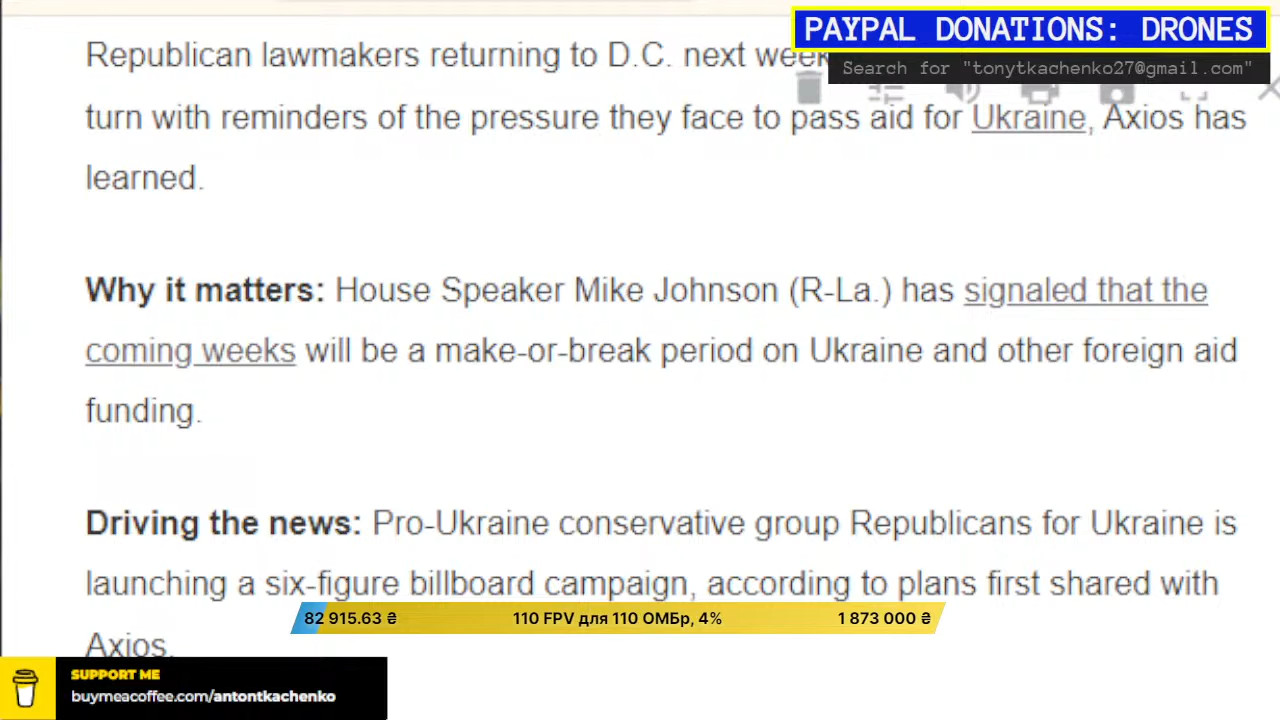 PAYPAL DONATIONS: DRONES
Search for "tonytkachenko27@gmail.com"
Republican lawmakers returning to D.C. next week
turn with reminders of the pressure they face to pass aid for Ukraine, Axios has
learned.
Why it matters: House Speaker Mike Johnson (R-La.) has signaled that the
coming weeks will be a make-or-break period on Ukraine and other foreign aid
funding.
Driving the news: Pro-Ukraine conservative group Republicans for Ukraine is
launching a six-figure billboard campaign, according to plans first shared with
Axios.
82 915.63 ₴ 110 FPV для 110 ОМБр, 4% 1 873 000 ₴
SUPPORT ME
buymeacoffee.com/antontkachenko